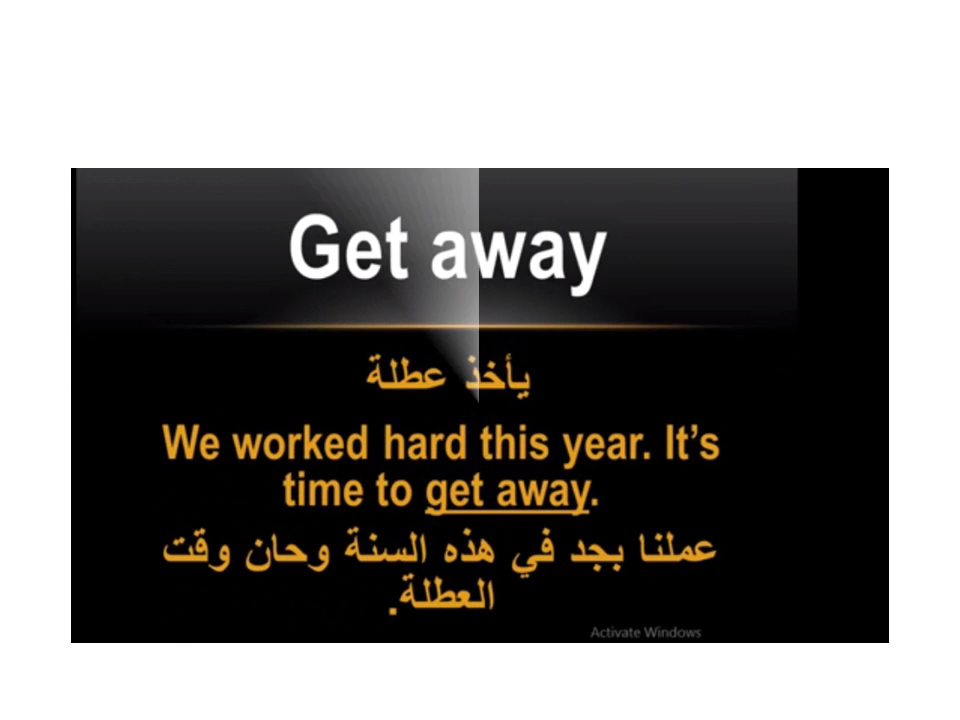 Get away
يأخذ عطلة
We worked hard this year. It’s
time to get away.
عملنا بجد في هذه السنة وحان وقت
العطلة.
Activate Windows